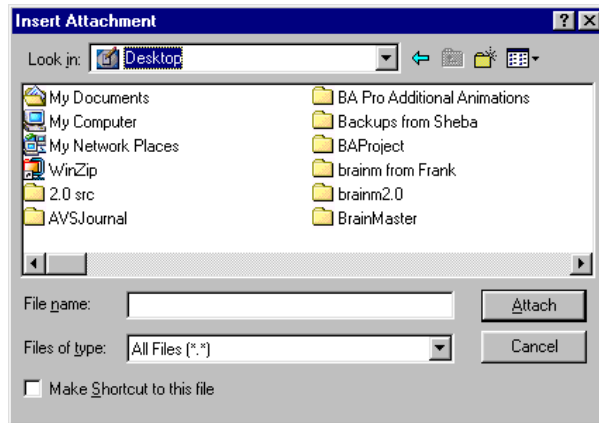 Insert Attachment
Look in: Desktop
My Documents
My Computer
My Network Places
WinZip
2.0 src
AVSJournal
BA Pro Additional Animations
Backups from Sheba
BAProject
brainm from Frank
brainm2.0
BrainMaster
File name: Attach
Files of type: All Files (*.*) Cancel
Make Shortcut to this file